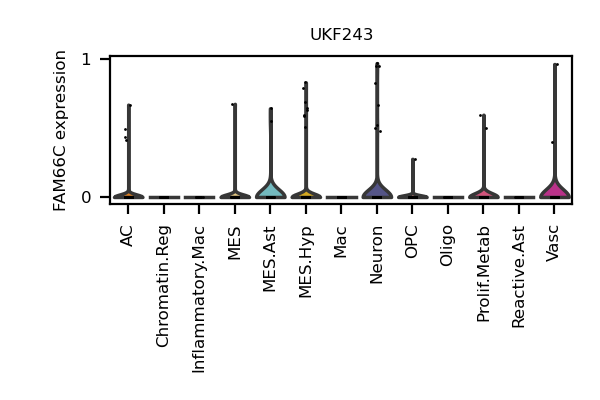 UKF243
FAM66C expression
1
0
AC
Chromatin.Reg
Inflammatory.Mac
MES
MES.Ast
MES.Hyp
Mac
Neuron
OPC
Oligo
Prolif.Metab
Reactive.Ast
Vasc